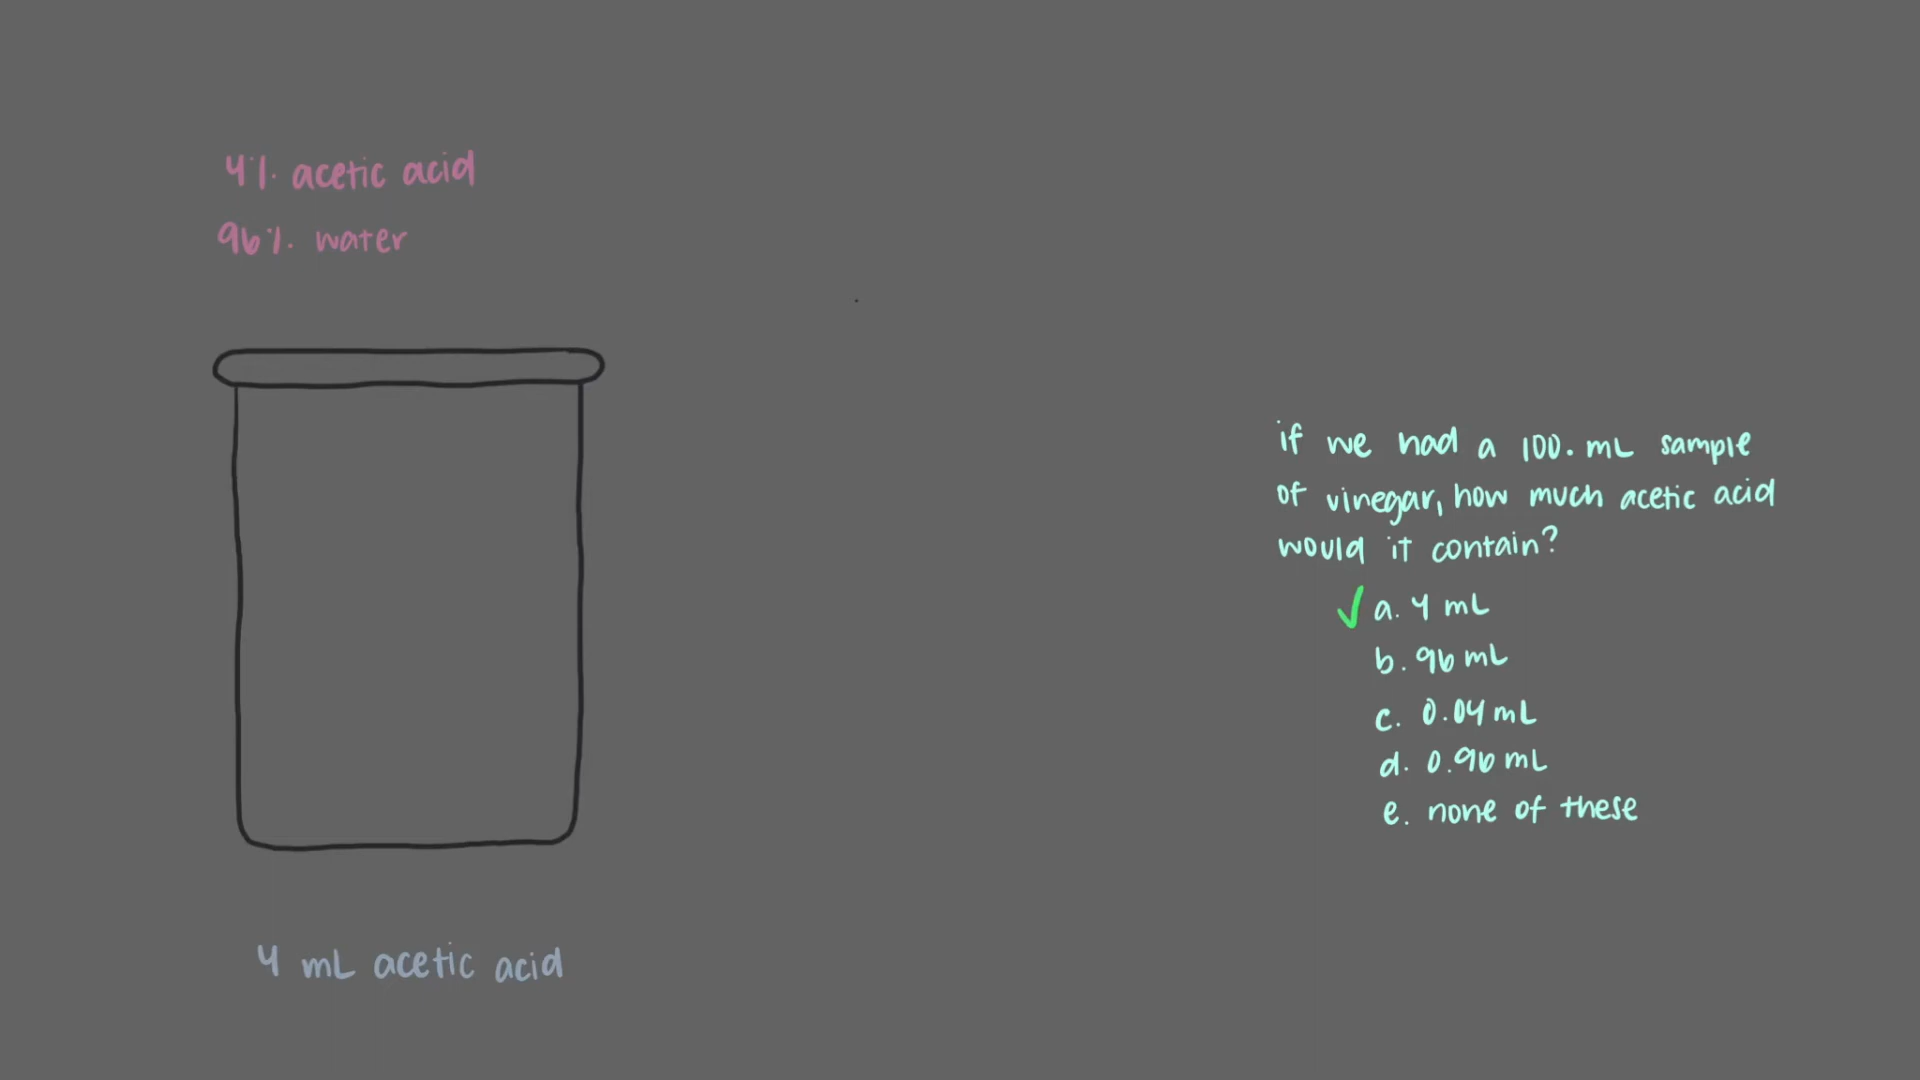 4% acetic acid
96% water
if we had a 100. mL sample
of vinegar, how much acetic acid
would it contain?
✓ a. 4 mL
b. 96 mL
c. 0.04 mL
d. 0.96 mL
e. none of these
4 mL acetic acid